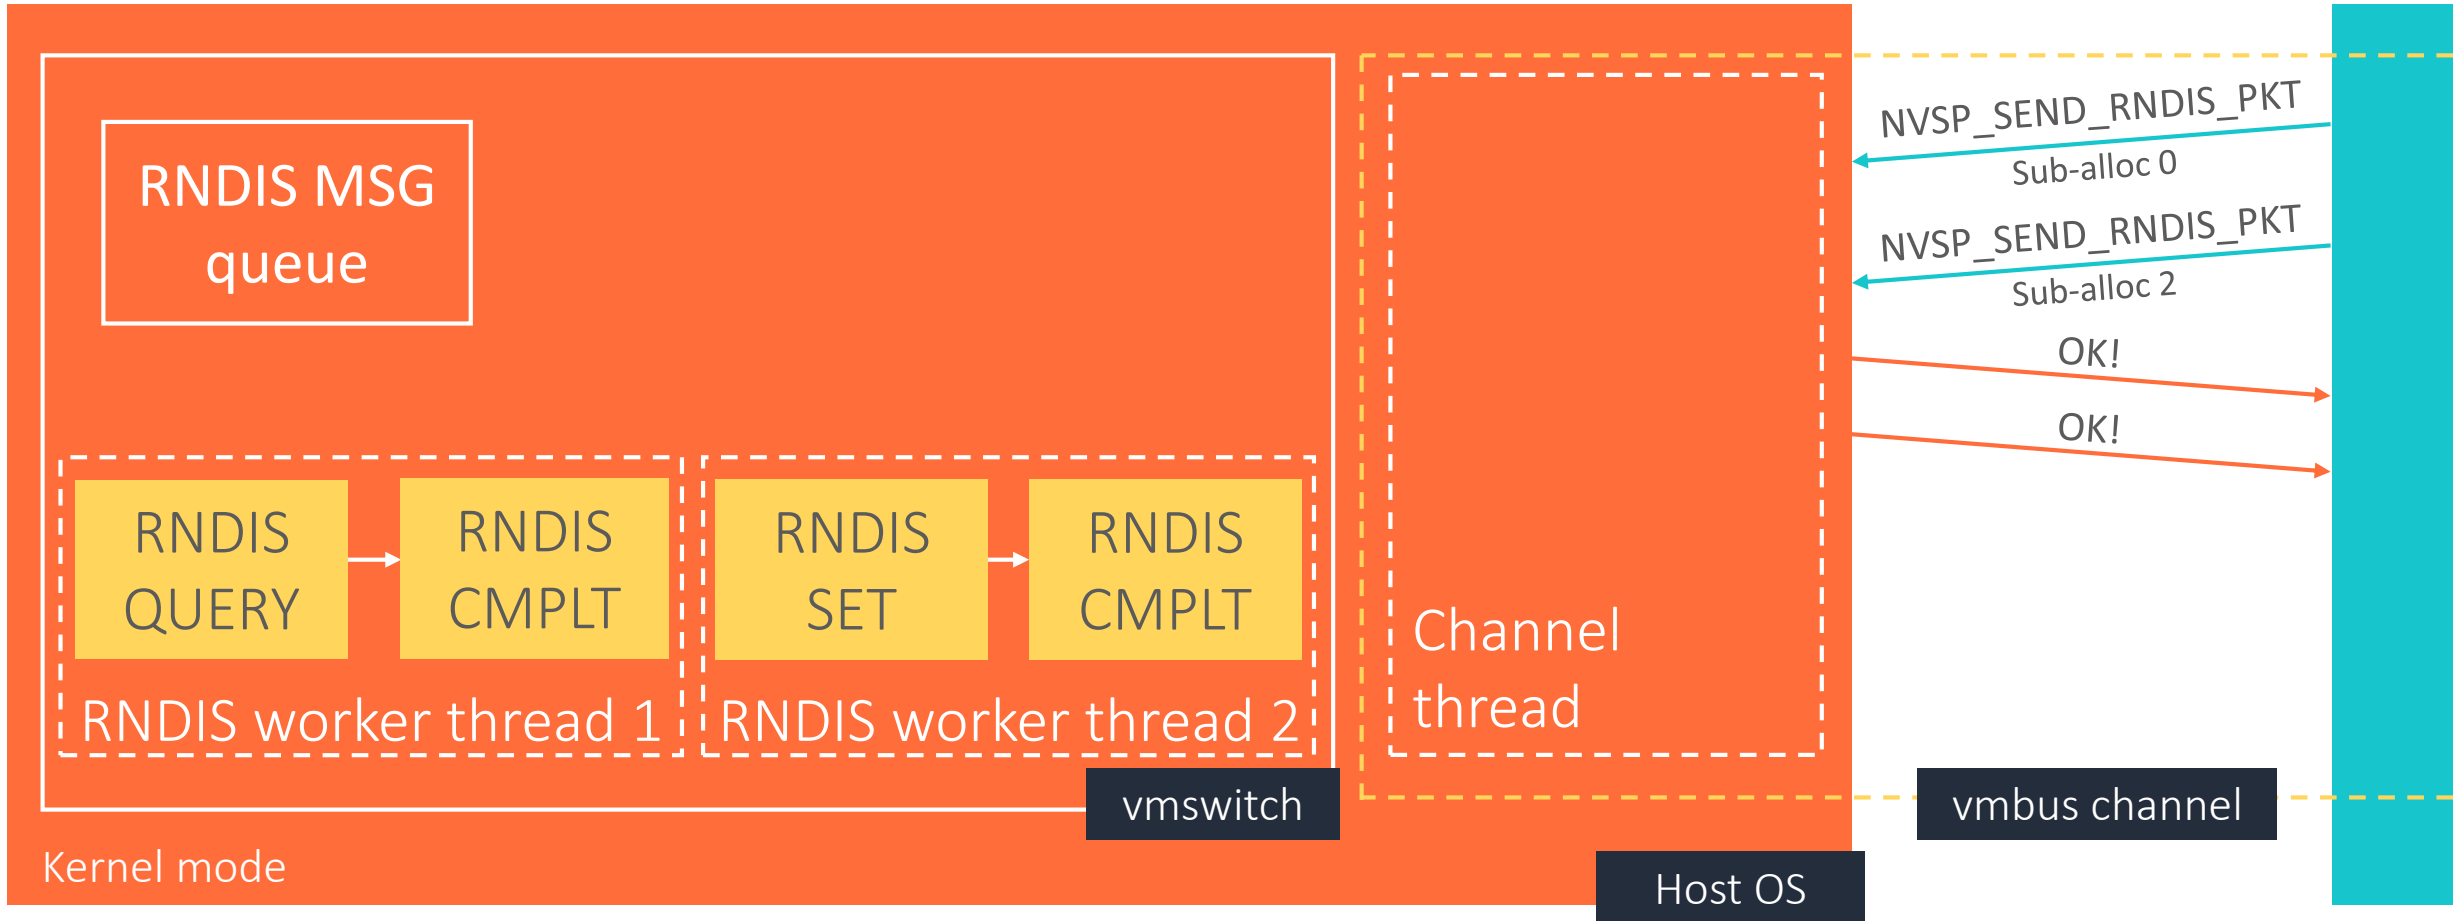 RNDIS MSG
queue
RNDIS
QUERY
RNDIS
CMPLT
RNDIS worker thread 1
RNDIS
SET
RNDIS
CMPLT
RNDIS worker thread 2
vmswitch
Kernel mode
Channel
thread
Host OS
NVSP_SEND_RNDIS_PKT
Sub-alloc 0
NVSP_SEND_RNDIS_PKT
Sub-alloc 2
OK!
OK!
vmbus channel